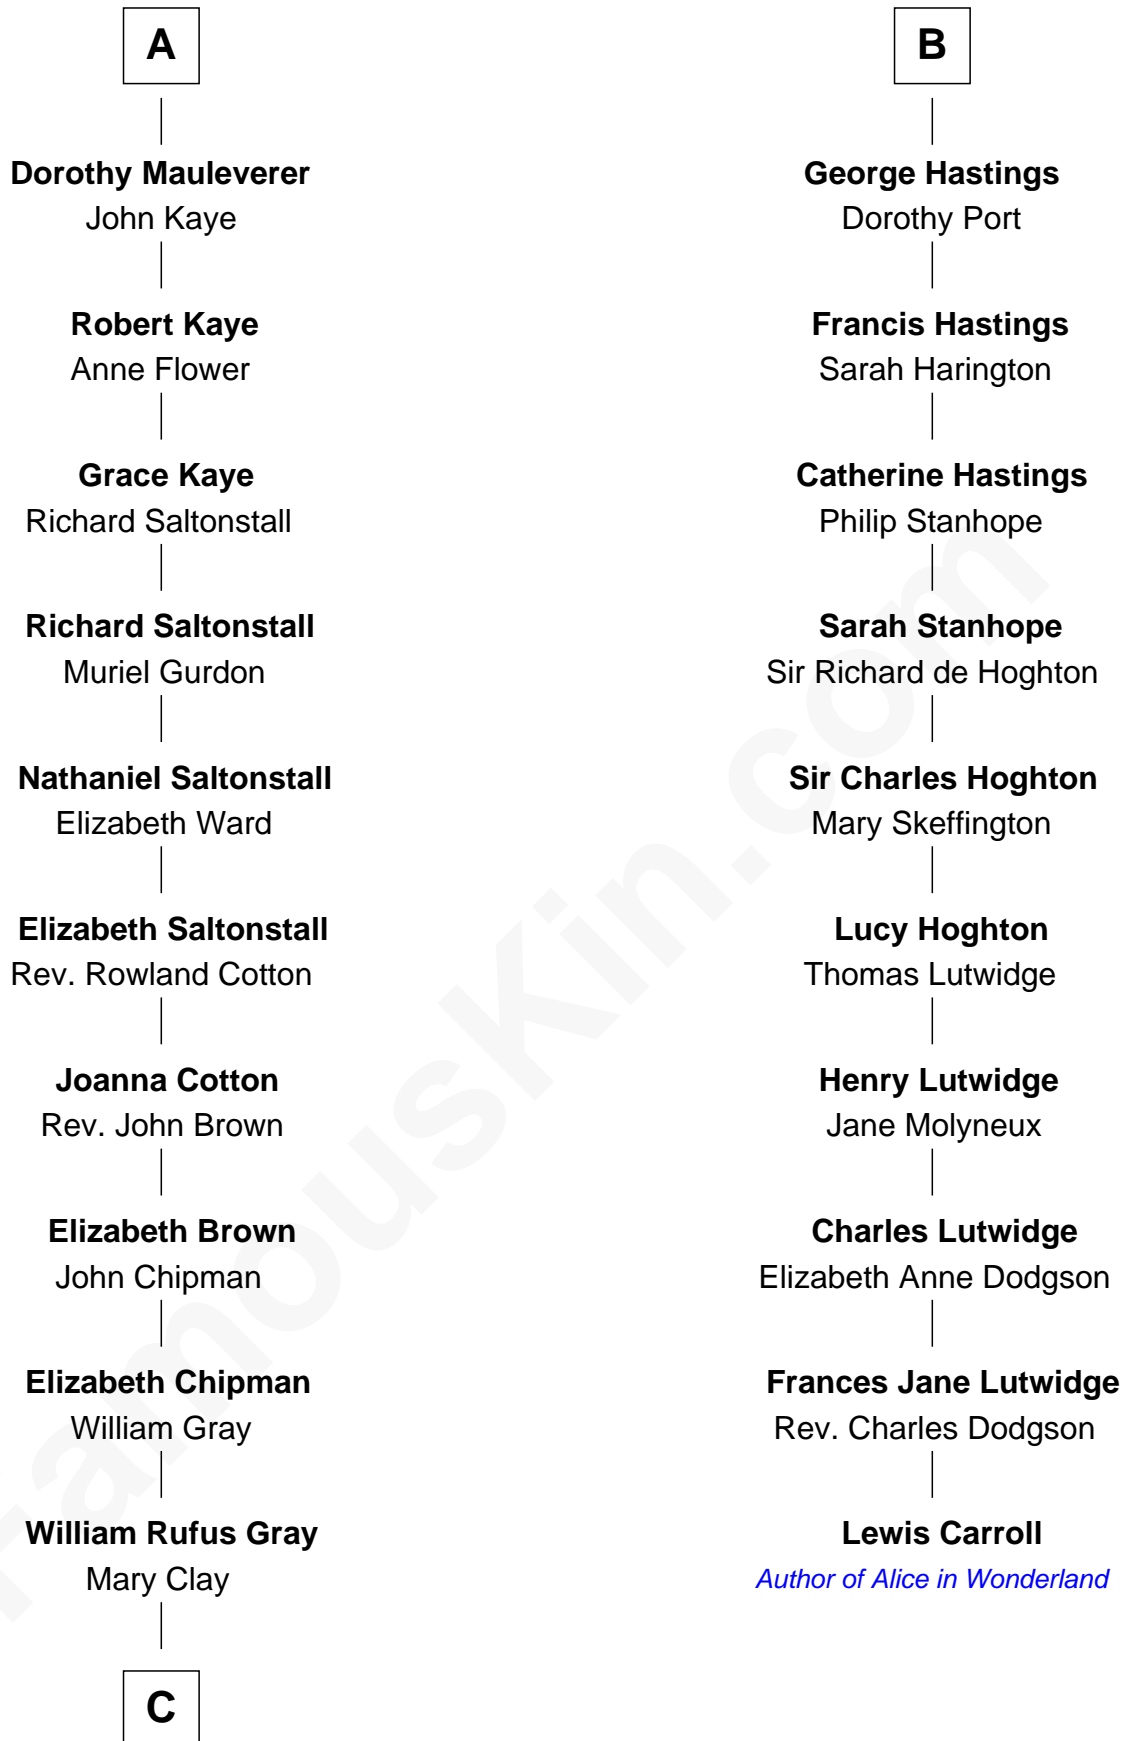 A
Dorothy Mauleverer
John Kaye
Robert Kaye
Anne Flower
Grace Kaye
Richard Saltonstall
Richard Saltonstall
Muriel Gurdon
Nathaniel Saltonstall
Elizabeth Ward
Elizabeth Saltonstall
Rev. Rowland Cotton
Joanna Cotton
Rev. John Brown
Elizabeth Brown
John Chipman
Elizabeth Chipman
William Gray
William Rufus Gray
Mary Clay
C
B
George Hastings
Dorothy Port
Francis Hastings
Sarah Harington
Catherine Hastings
Philip Stanhope
Sarah Stanhope
Sir Richard de Hoghton
Sir Charles Hoghton
Mary Skeffington
Lucy Hoghton
Thomas Lutwidge
Henry Lutwidge
Jane Molyneux
Charles Lutwidge
Elizabeth Anne Dodgson
Frances Jane Lutwidge
Rev. Charles Dodgson
Lewis Carroll
Author of Alice in Wonderland
FamousKin.com